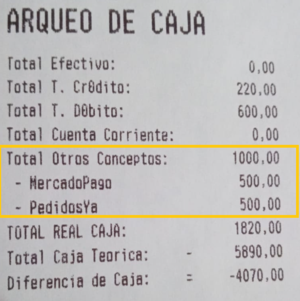 ARQUEO DE CAJA
Total Efectivo: 0,00
Total T. Cr0dito: 220,00
Total T. D0bito: 600,00
Total Cuenta Corriente: 0,00
Total Otros Conceptos: 1000,00
- MercadoPago 500,00
- PedidosYa 500,00
TOTAL REAL CAJA: 1820,00
Total Caja Teorica: - 5890,00
Diferencia de Caja: = -4070,00